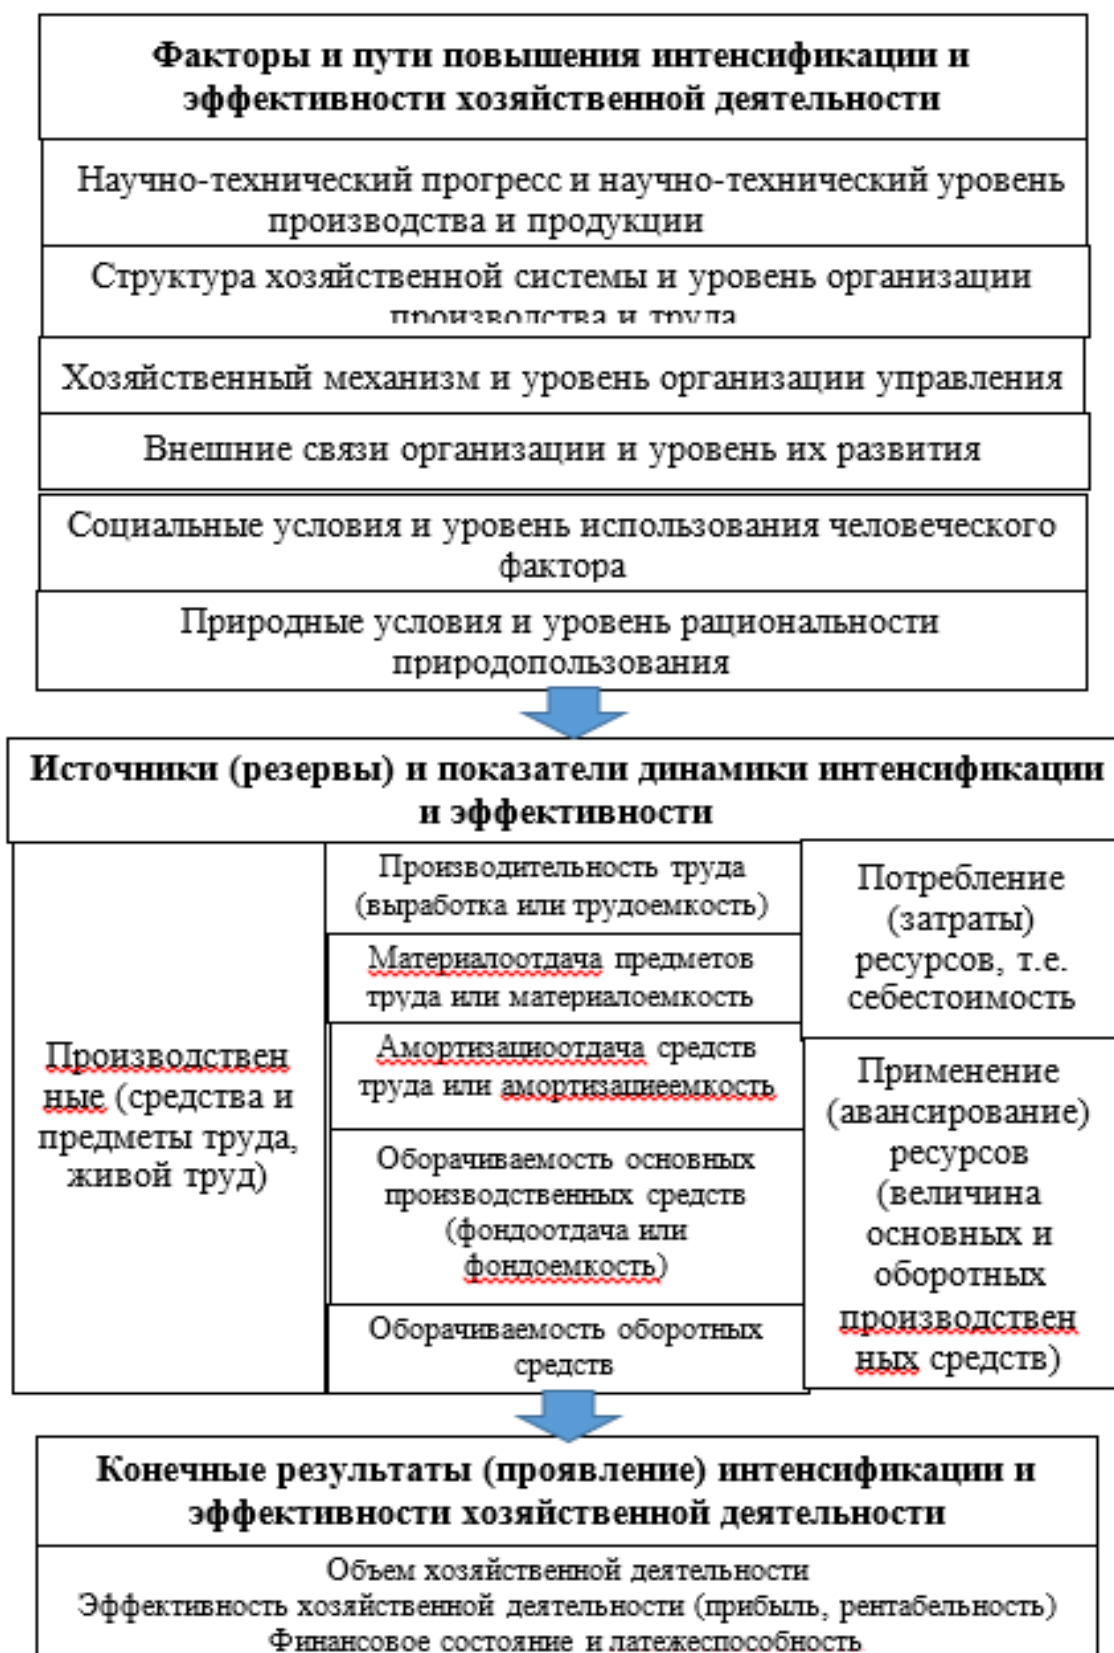 Факторы и пути повышения интенсификации и
эффективности хозяйственной деятельности
Научно-технический прогресс и научно-технический уровень
производства и продукции
Структура хозяйственной системы и уровень организации
производства и труда
Хозяйственный механизм и уровень организации управления
Внешние связи организации и уровень их развития
Социальные условия и уровень использования человеческого
фактора
Природные условия и уровень рациональности
природопользования
Источники (резервы) и показатели динамики интенсификации
и эффективности
Производствен
ные (средства и
предметы труда,
живой труд)
Производительность труда
(выработка или трудоемкость)
Материалоотдача предметов
труда или материалоемкость
Амортизациоотдача средств
труда или амортизациеемкость
Оборачиваемость основных
производственных средств
(фондоотдача или
фондоемкость)
Оборачиваемость оборотных
средств
Потребление
(затраты)
ресурсов, т.е.
себестоимость
Применение
(авансирование)
ресурсов
(величина
основных и
оборотных
производствен
ных средств)
Конечные результаты (проявление) интенсификации и
эффективности хозяйственной деятельности
Объем хозяйственной деятельности
Эффективность хозяйственной деятельности (прибыль, рентабельность)
Финансовое состояние и латежеспособность